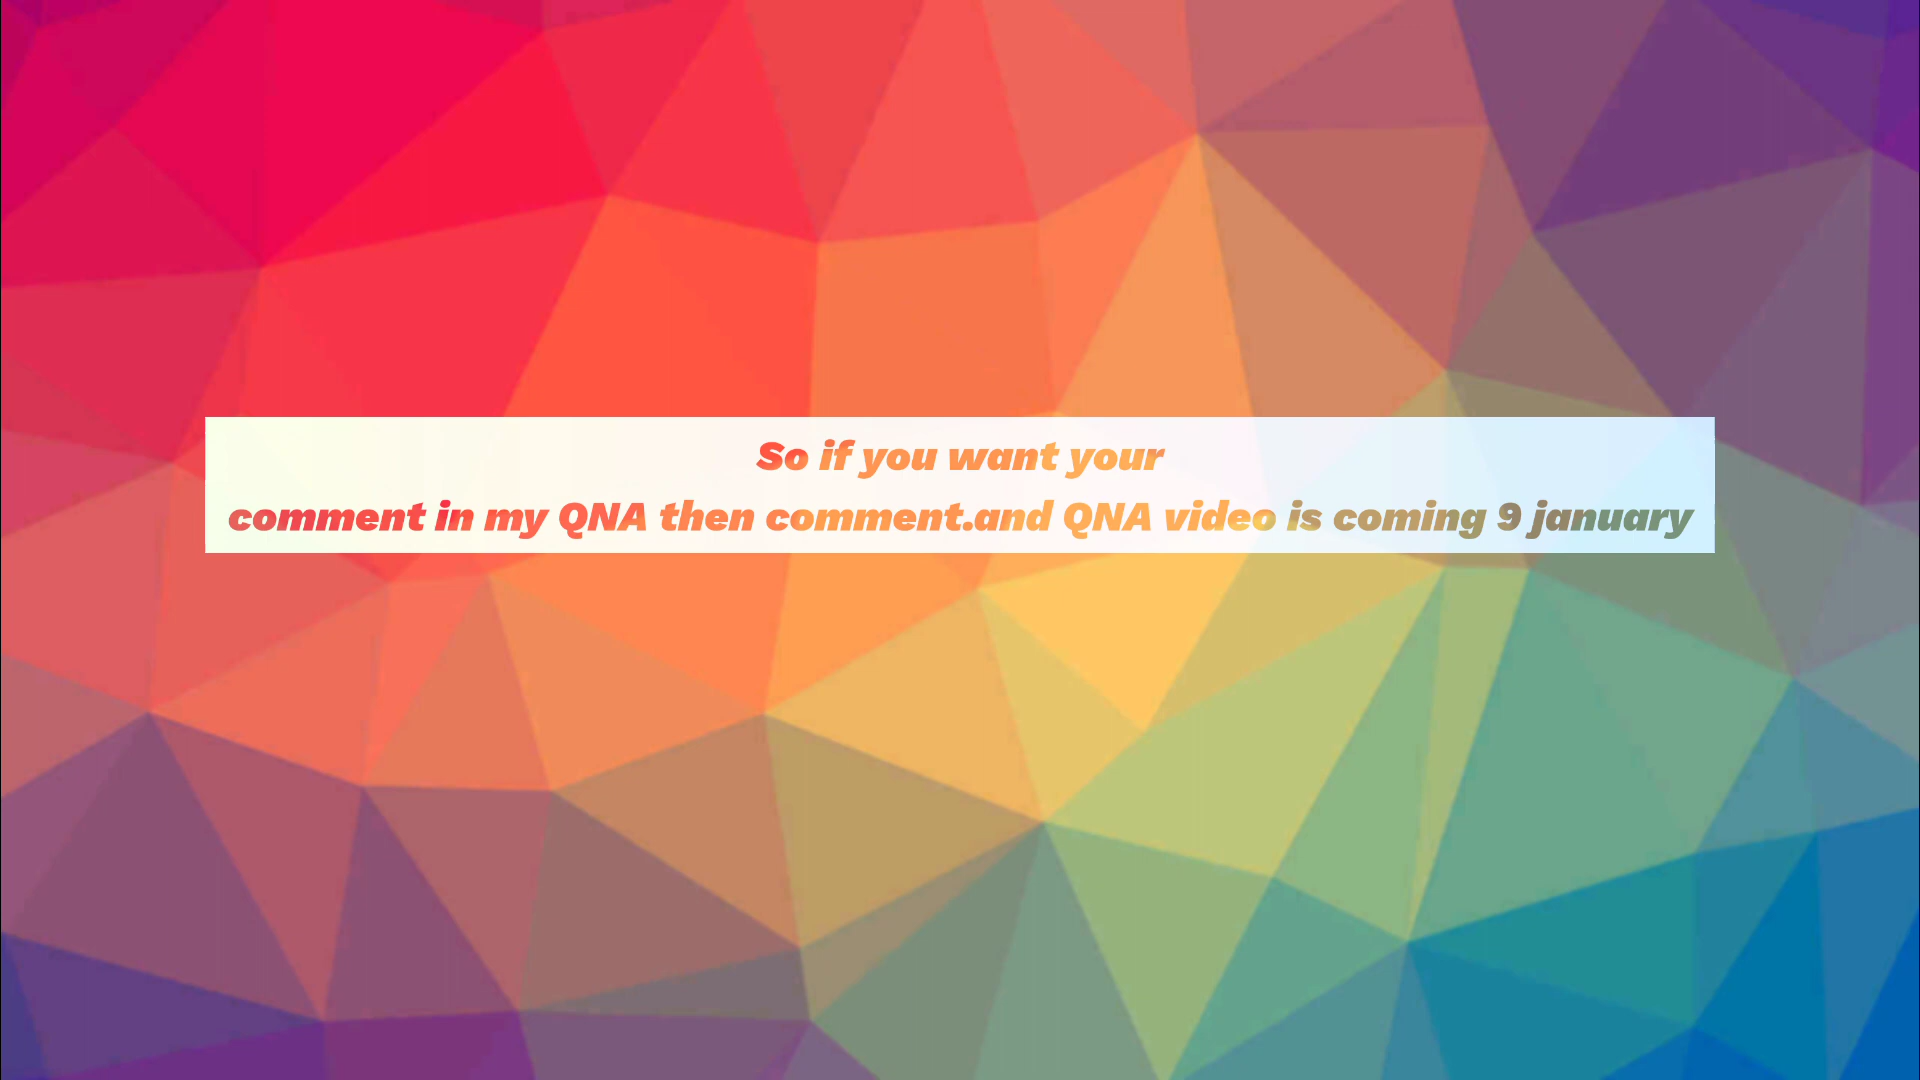 So if you want your
comment in my QNA then comment.and QNA video is coming 9 january